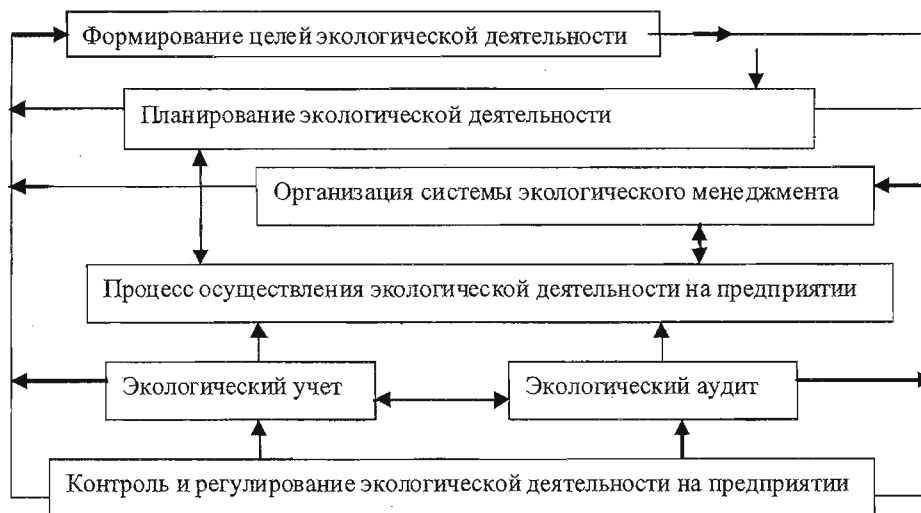 Формирование целей экологической деятельности
Планирование экологической деятельности
Организация системы экологического менеджмента
Процесс осуществления экологической деятельности на предприятии
Экологический учет
Экологический аудит
Контроль и регулирование экологической деятельности на предприятии